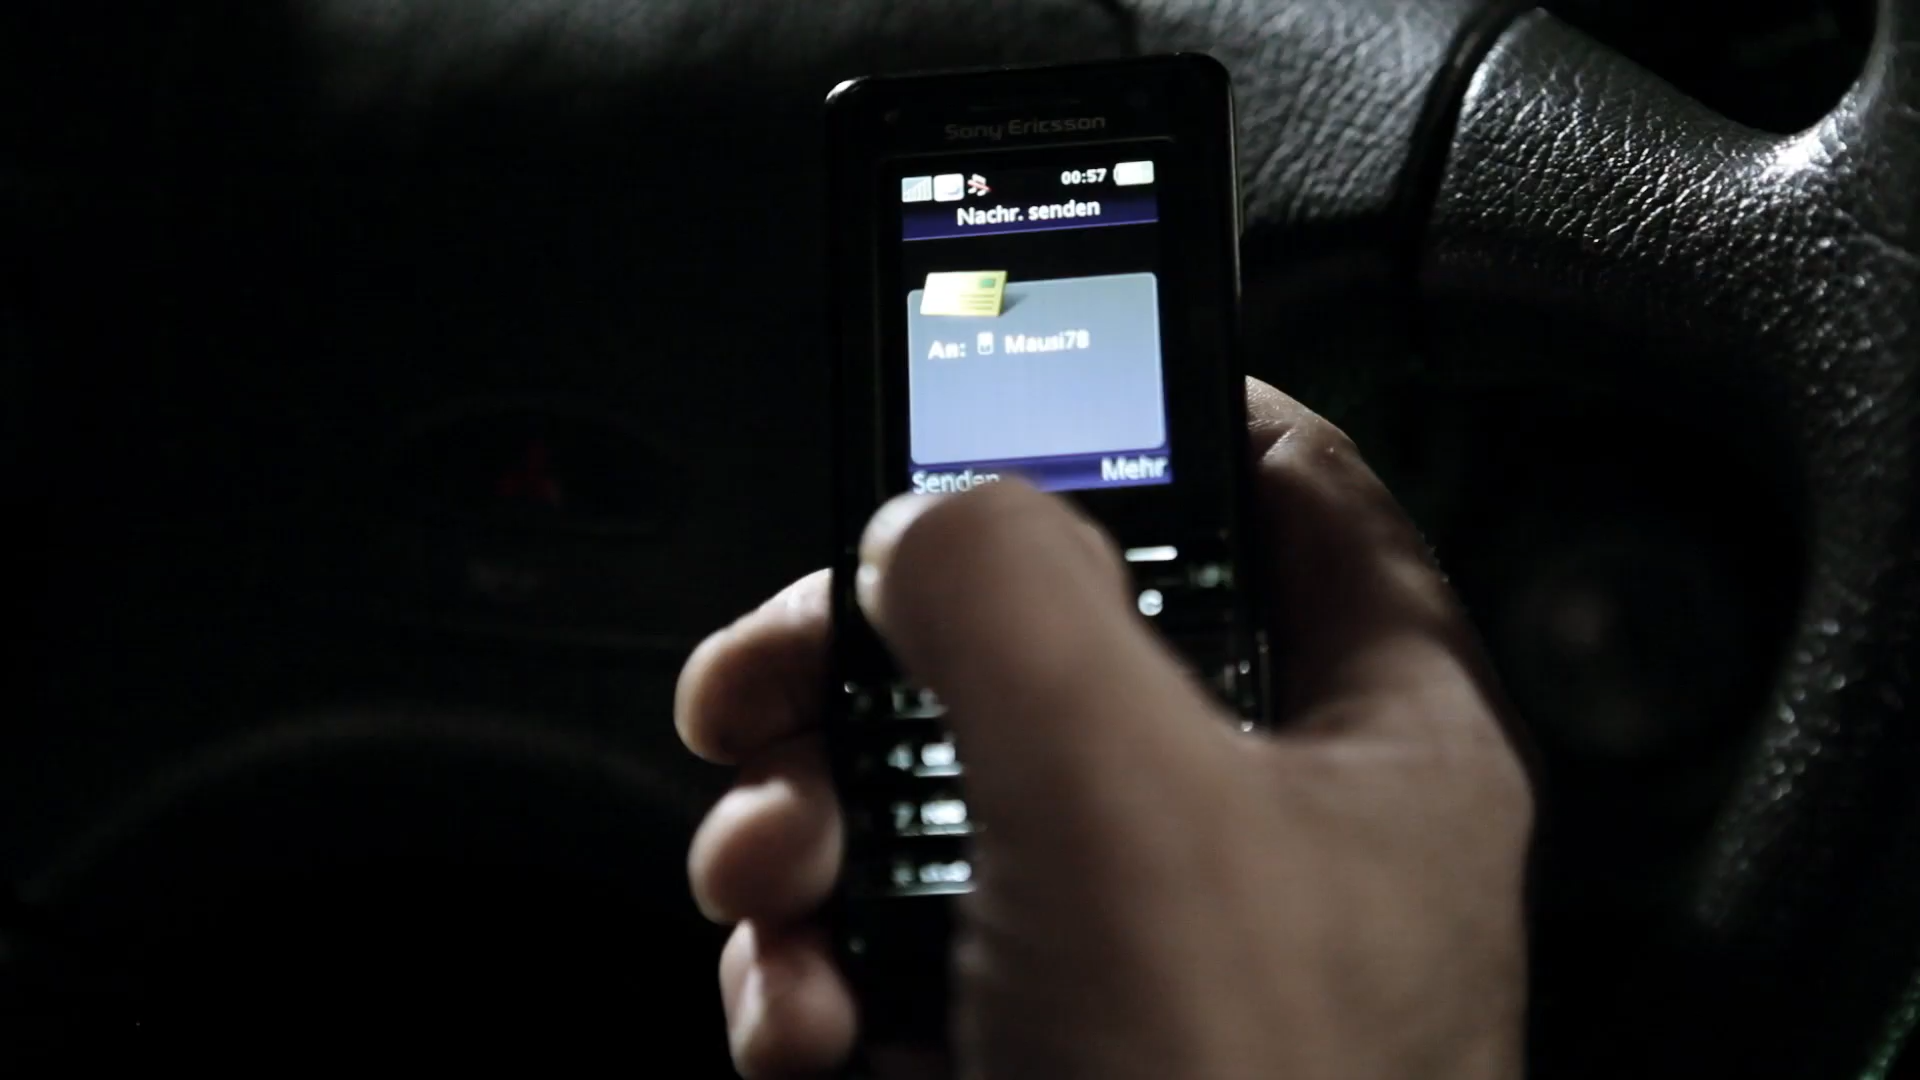 Sony Ericsson
00:57
Nachr. senden
An: Mausi78
Senden Mehr